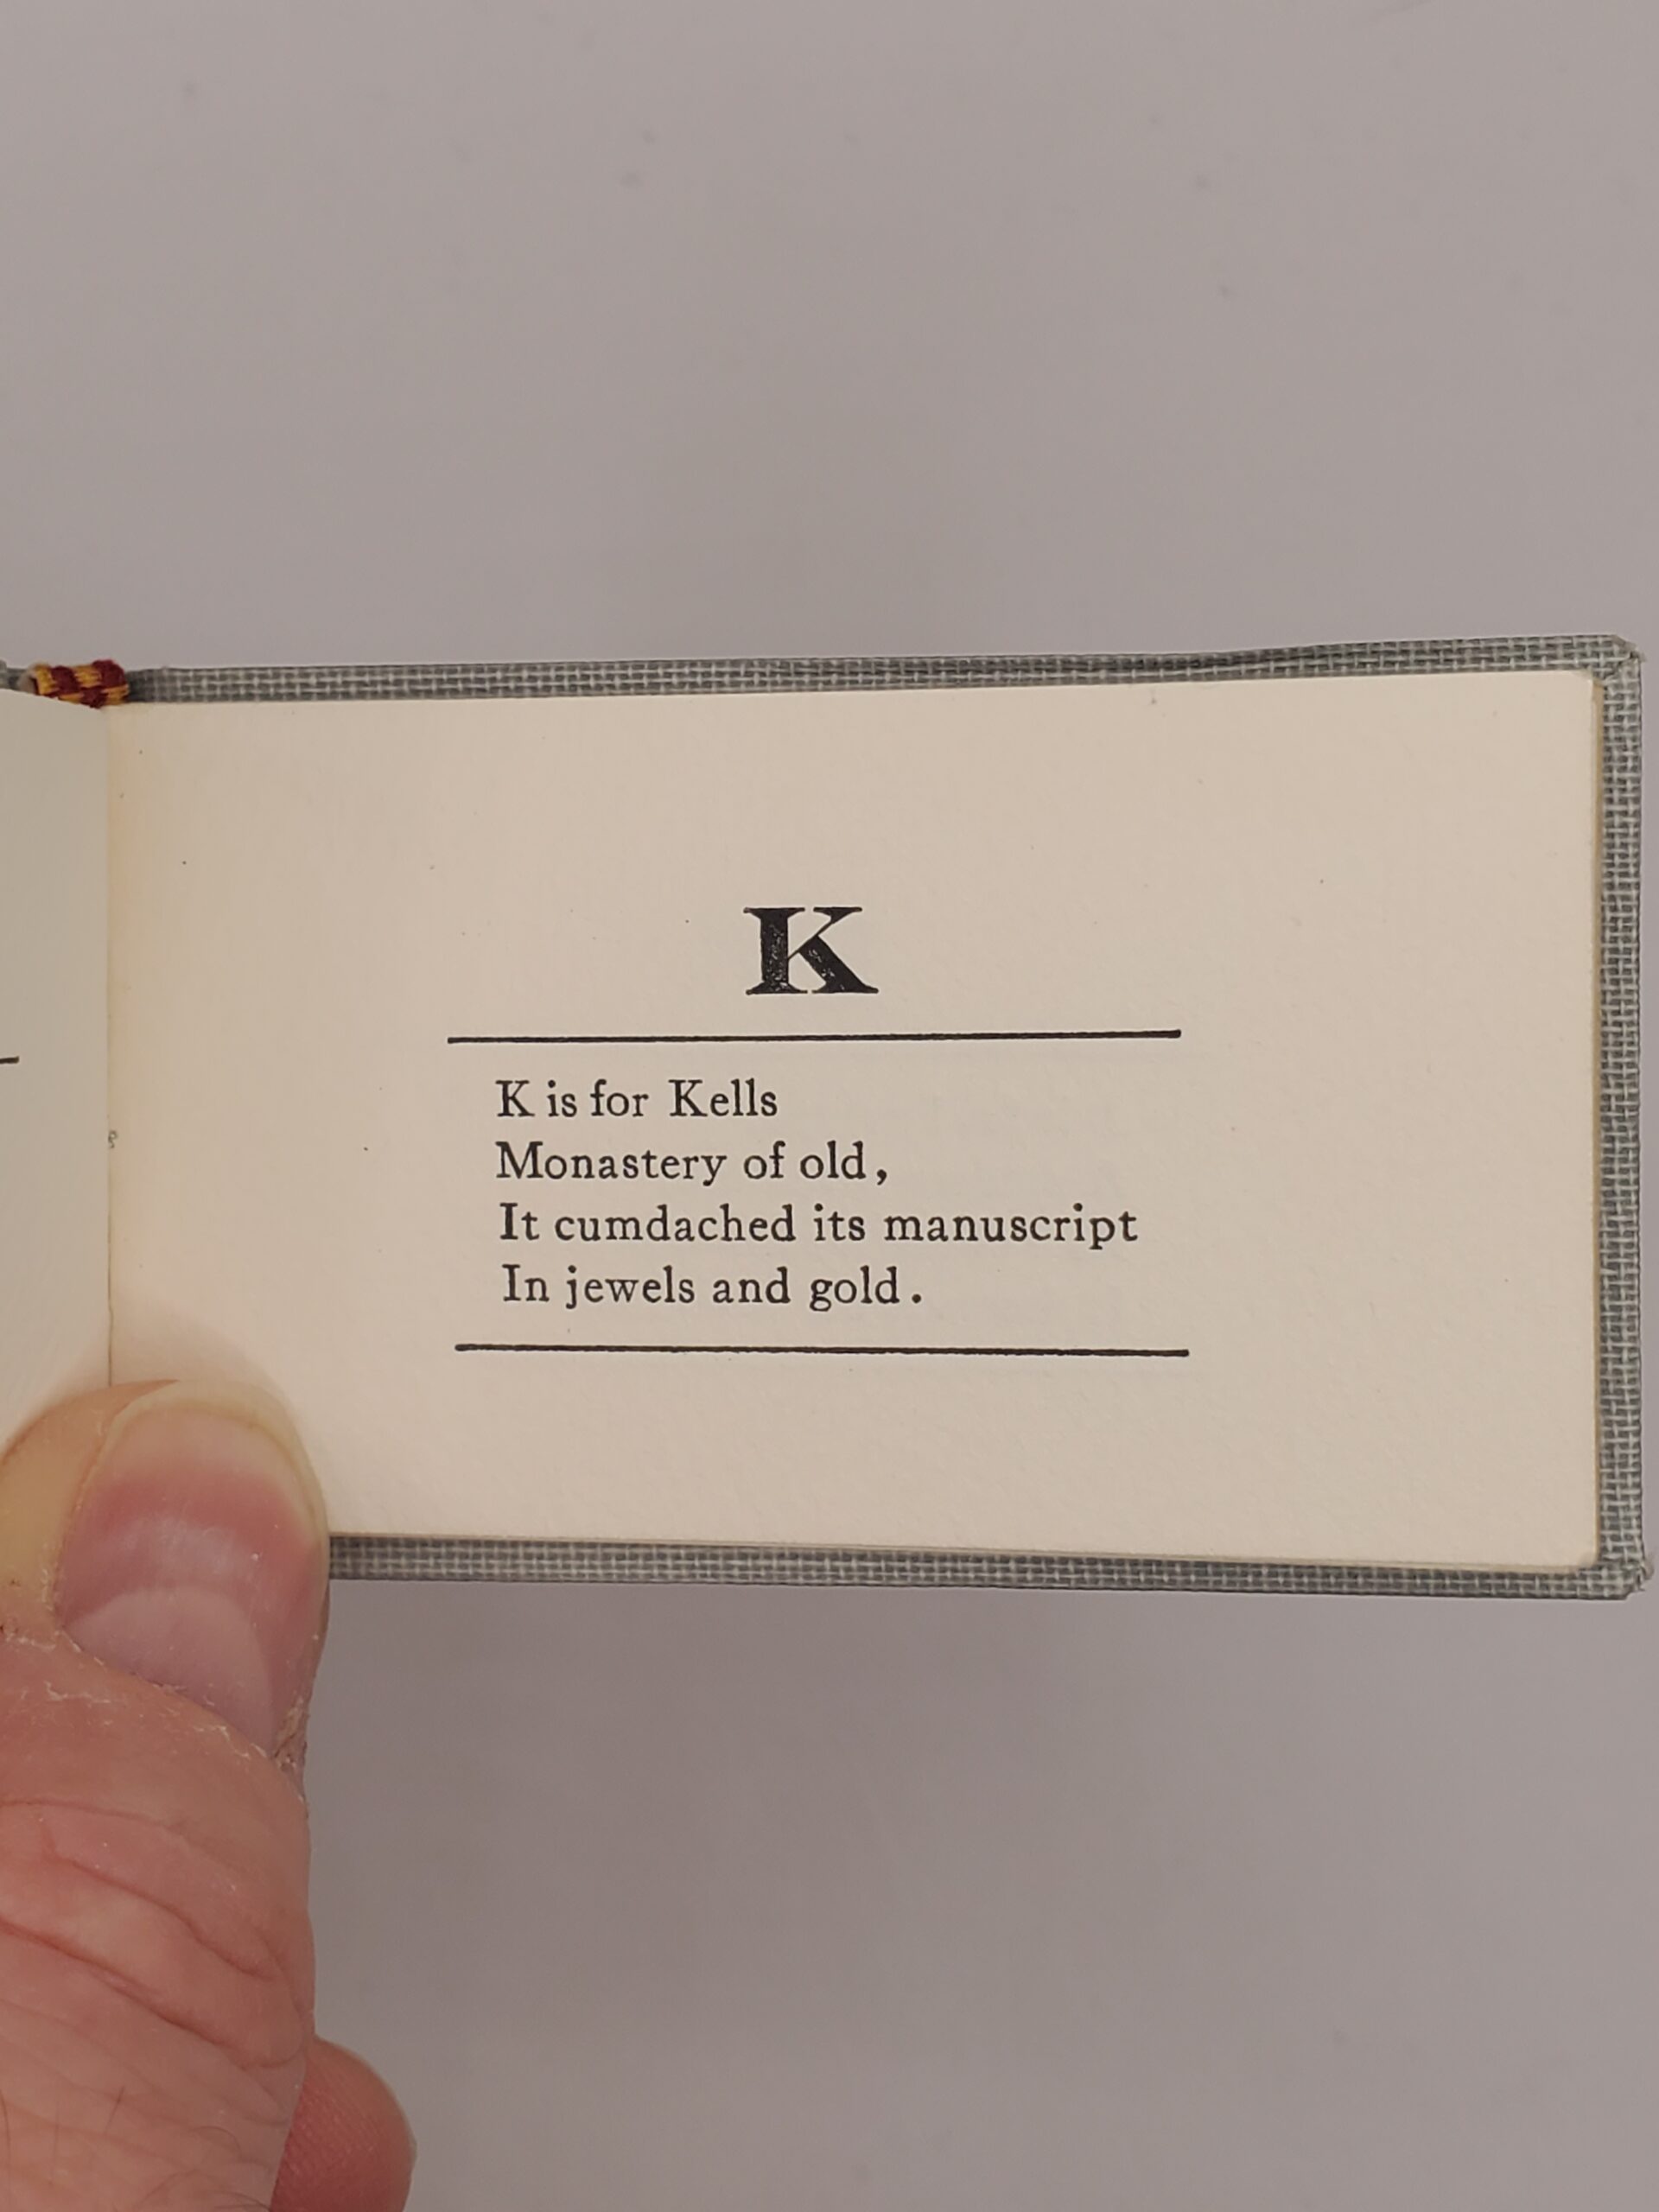 K
K is for Kells
Monastery of old,
It cumdached its manuscript
In jewels and gold.